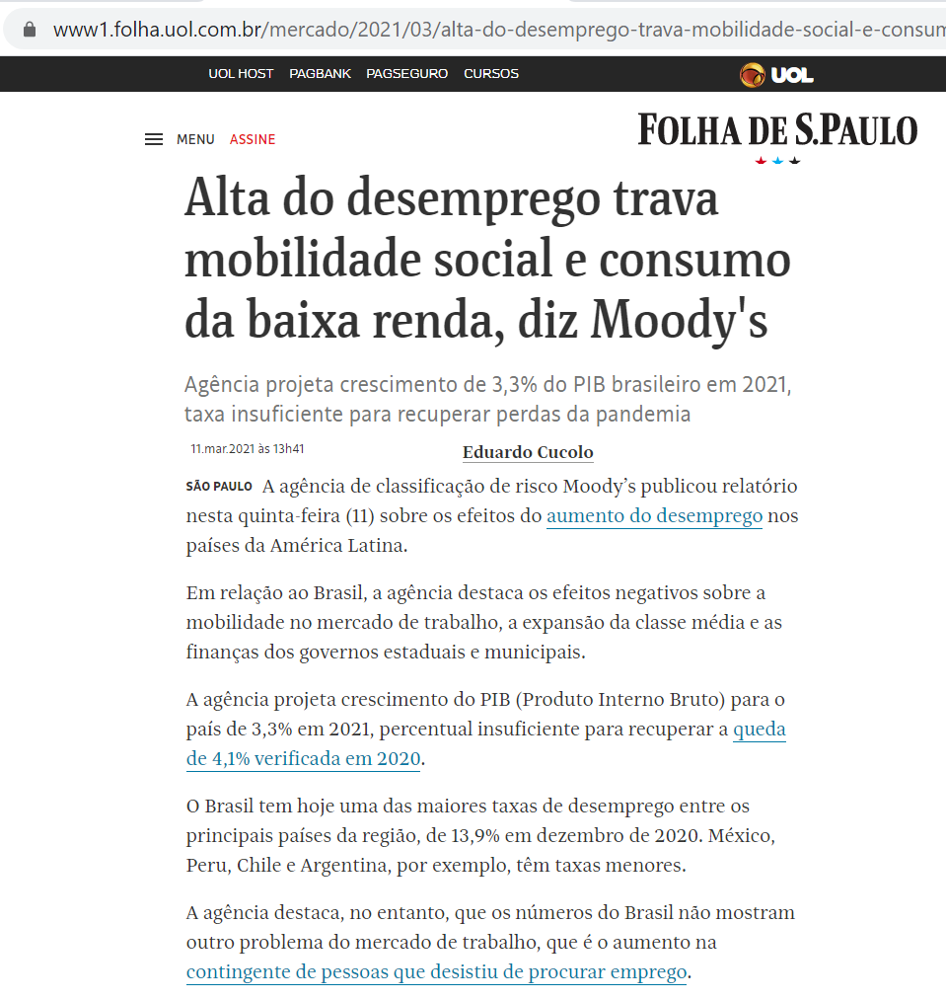 www1.folha.uol.com.br/mercado/2021/03/alta-do-desemprego-trava-mobilidade-social-e-consum
UOL HOST PAGBANK PAGSEGURO CURSOS UOL
MENU ASSINE FOLHA DE S.PAULO
Alta do desemprego trava
mobilidade social e consumo
da baixa renda, diz Moody's
Agência projeta crescimento de 3,3% do PIB brasileiro em 2021,
taxa insuficiente para recuperar perdas da pandemia
11.mar.2021 às 13h41 Eduardo Cucolo
SÃO PAULO A agência de classificação de risco Moody’s publicou relatório
nesta quinta-feira (11) sobre os efeitos do aumento do desemprego nos
países da América Latina.
Em relação ao Brasil, a agência destaca os efeitos negativos sobre a
mobilidade no mercado de trabalho, a expansão da classe média e as
finanças dos governos estaduais e municipais.
A agência projeta crescimento do PIB (Produto Interno Bruto) para o
país de 3,3% em 2021, percentual insuficiente para recuperar a queda
de 4,1% verificada em 2020.
O Brasil tem hoje uma das maiores taxas de desemprego entre os
principais países da região, de 13,9% em dezembro de 2020. México,
Peru, Chile e Argentina, por exemplo, têm taxas menores.
A agência destaca, no entanto, que os números do Brasil não mostram
outro problema do mercado de trabalho, que é o aumento na
contingente de pessoas que desistiu de procurar emprego.